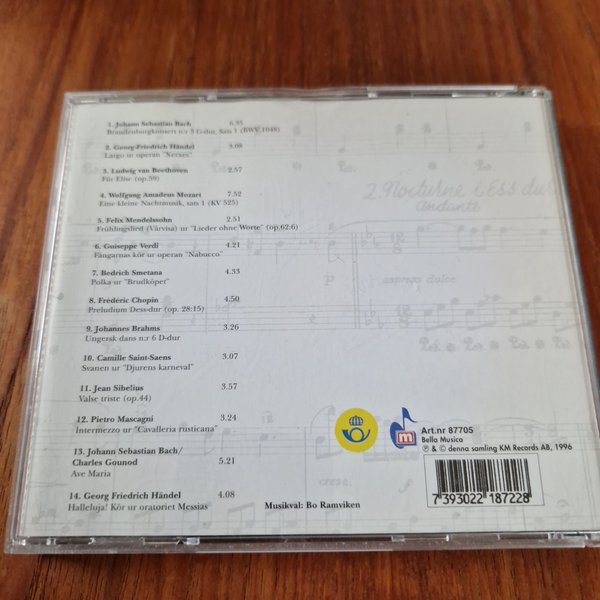 1. Johann Sebastian Bach 6.35
Brandenburgkonsert n:r 3 G-dur, Sats 1 (BWV 1048)
2. Georg-Friedrich Händel 3.08
Largo ur operan "Xerxes"
3. Ludwig van Beethoven 2.57
Für Elise (op.59)
4. Wolfgang Amadeus Mozart 7.52
Eine kleine Nachtmusik, sats 1 (KV 525)
5. Felix Mendelssohn 2.51
Frühlingslied (Vårvisa) ur "Lieder ohne Worte" (op.62:6)
6. Guiseppe Verdi 4.21
Fångarnas kör ur operan "Nabucco"
7. Bedrich Smetana 4.33
Polka ur "Brudköpet"
8. Frédéric Chopin 4.50
Preludium Dess-dur (op. 28:15)
9. Johannes Brahms 3.26
Ungersk dans n:r 6 D-dur
10. Camille Saint-Saens 3.07
Svanen ur "Djurens karneval"
11. Jean Sibelius 3.57
Valse triste (op.44)
12. Pietro Mascagni 3.24
Intermezzo ur "Cavalleria rusticana"
13. Johann Sebastian Bach/
Charles Gounod 5.21
Ave Maria
14. Georg Friedrich Händel 4.08
Halleluja! Kör ur oratoriet Messias
Musikval: Bo Ramviken
2. Nocturne Ess du
andante
p espress dolce
cresc.
m
Art.nr 87705
Bella Musica
℗ & © denna samling KM Records AB, 1996
7 393022 187228